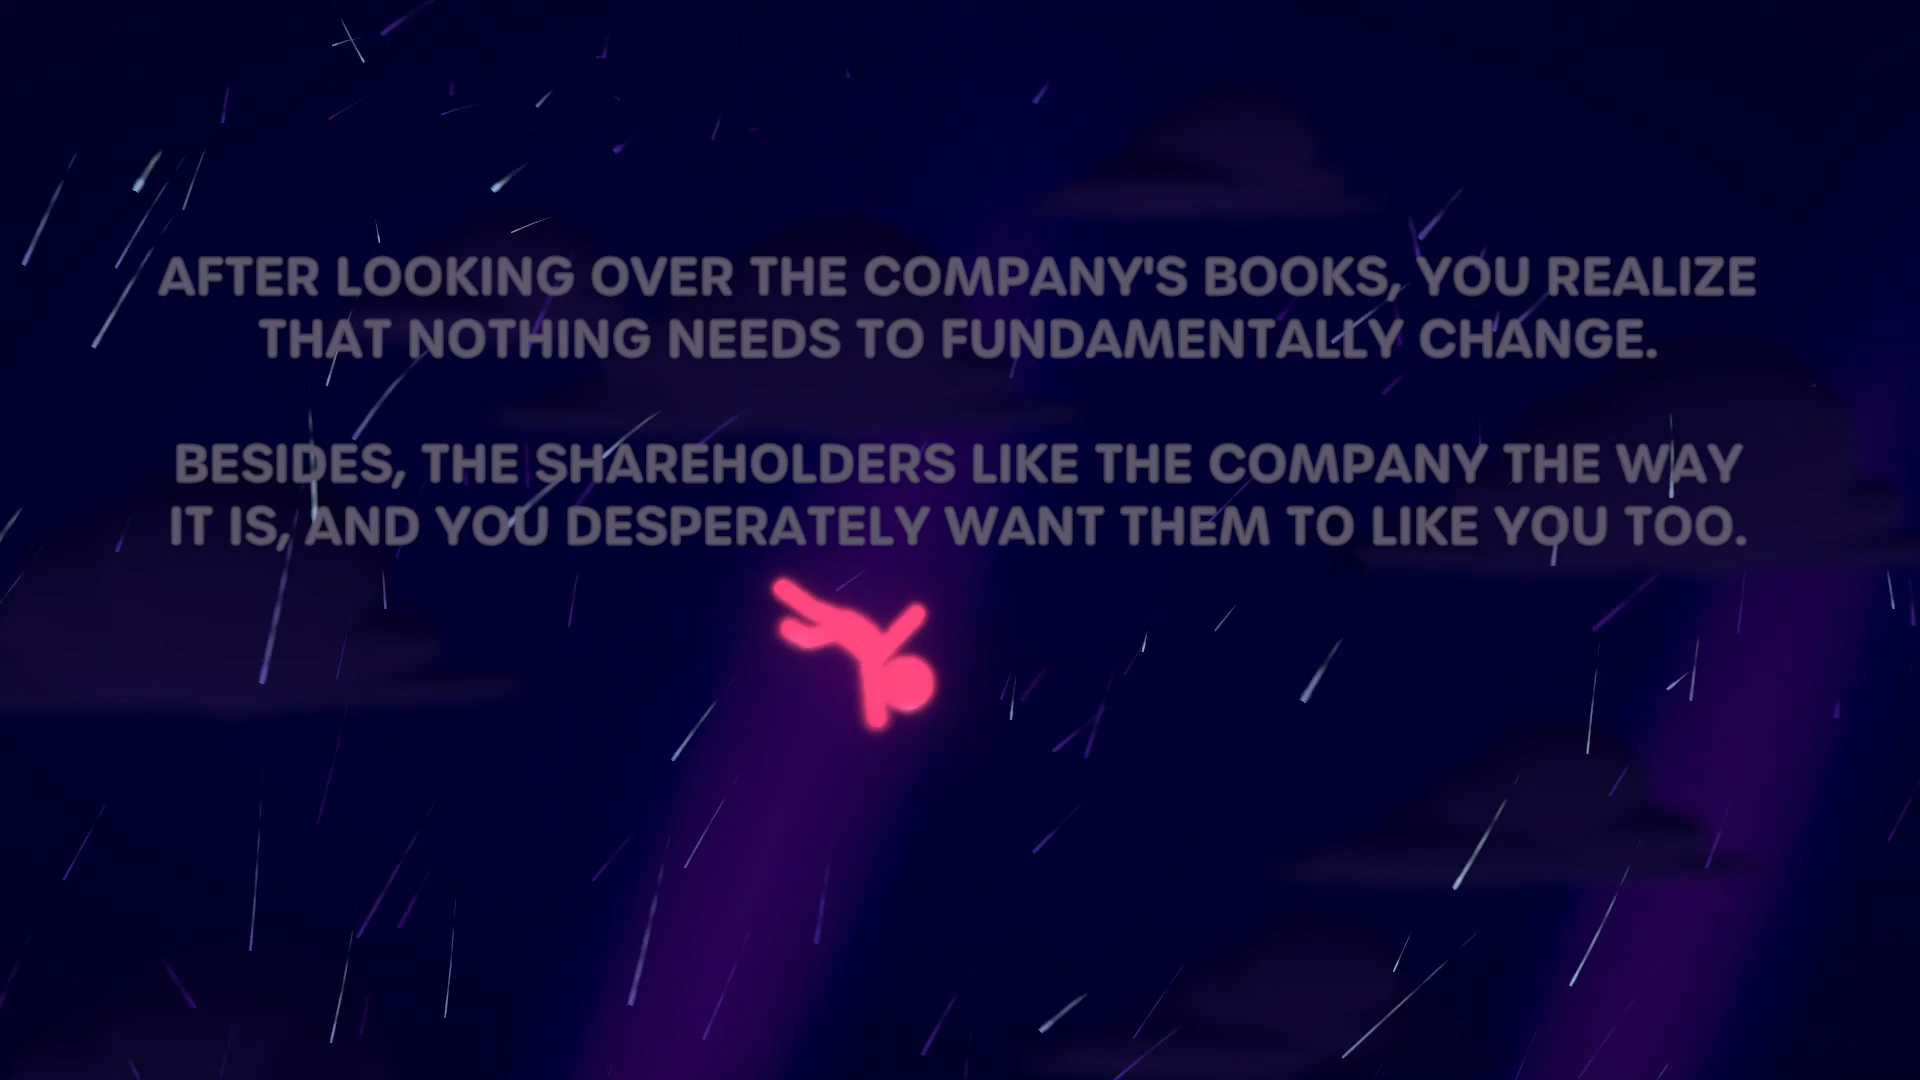 AFTER LOOKING OVER THE COMPANY'S BOOKS, YOU REALIZE
THAT NOTHING NEEDS TO FUNDAMENTALLY CHANGE.
BESIDES, THE SHAREHOLDERS LIKE THE COMPANY THE WAY
IT IS, AND YOU DESPERATELY WANT THEM TO LIKE YOU TOO.